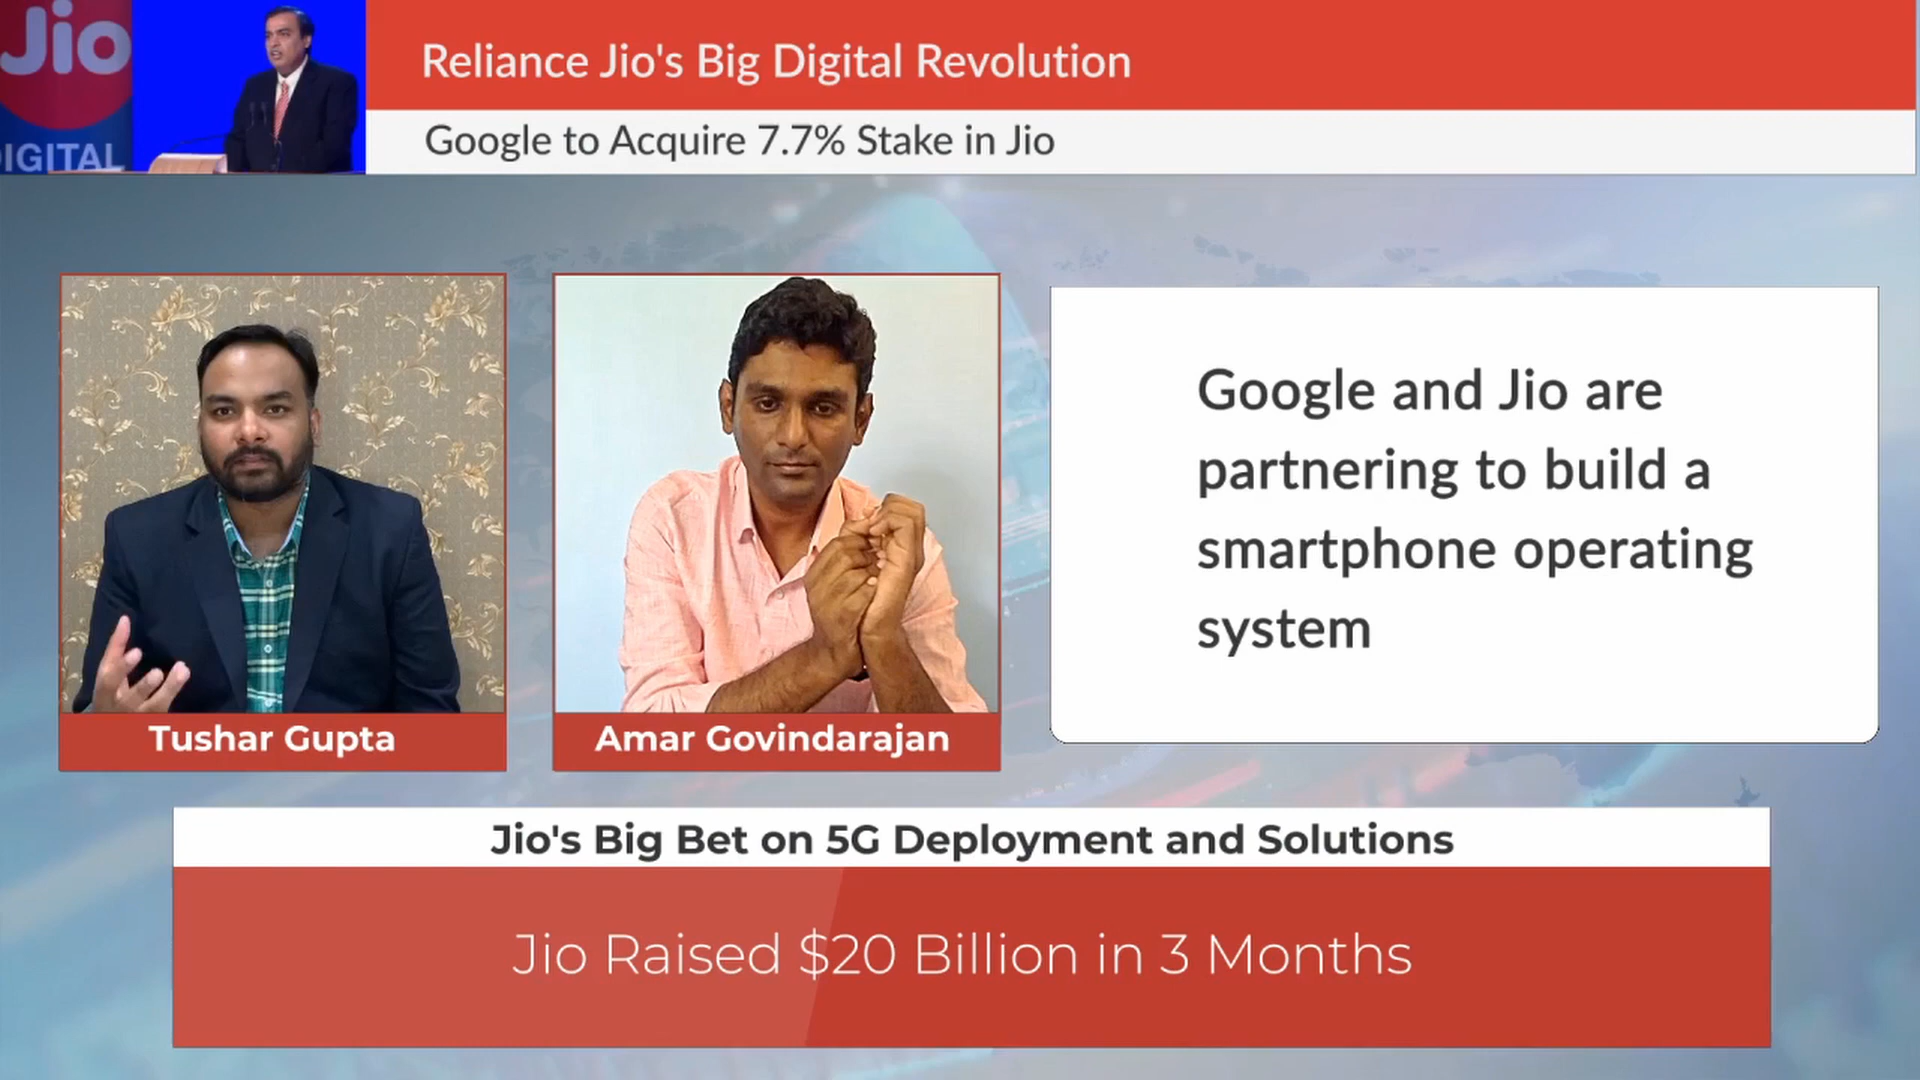 Jio
DIGITAL
Reliance Jio's Big Digital Revolution
Google to Acquire 7.7% Stake in Jio
Google and Jio are
partnering to build a
smartphone operating
system
Tushar Gupta
Amar Govindarajan
Jio's Big Bet on 5G Deployment and Solutions
Jio Raised $20 Billion in 3 Months